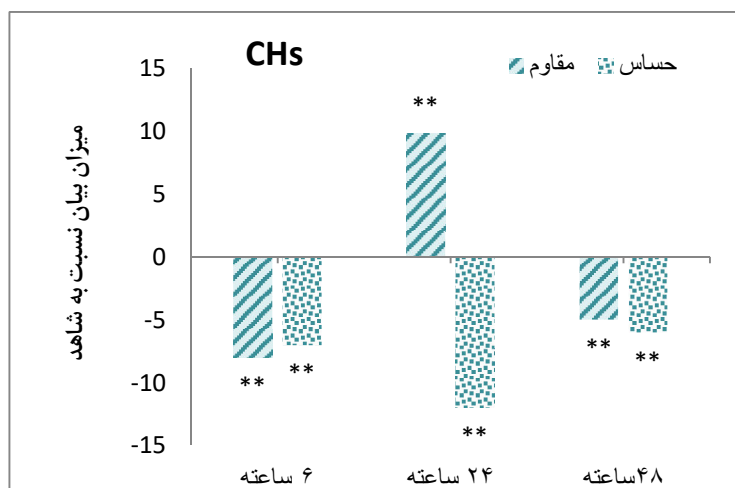 CHs
مقاوم
حساس
میزان بیان نسبت به شاهد
15
10
5
0
-5
-10
-15
**
**
**
**
**
**
۶ ساعته
۲۴ ساعته
۴۸ساعته